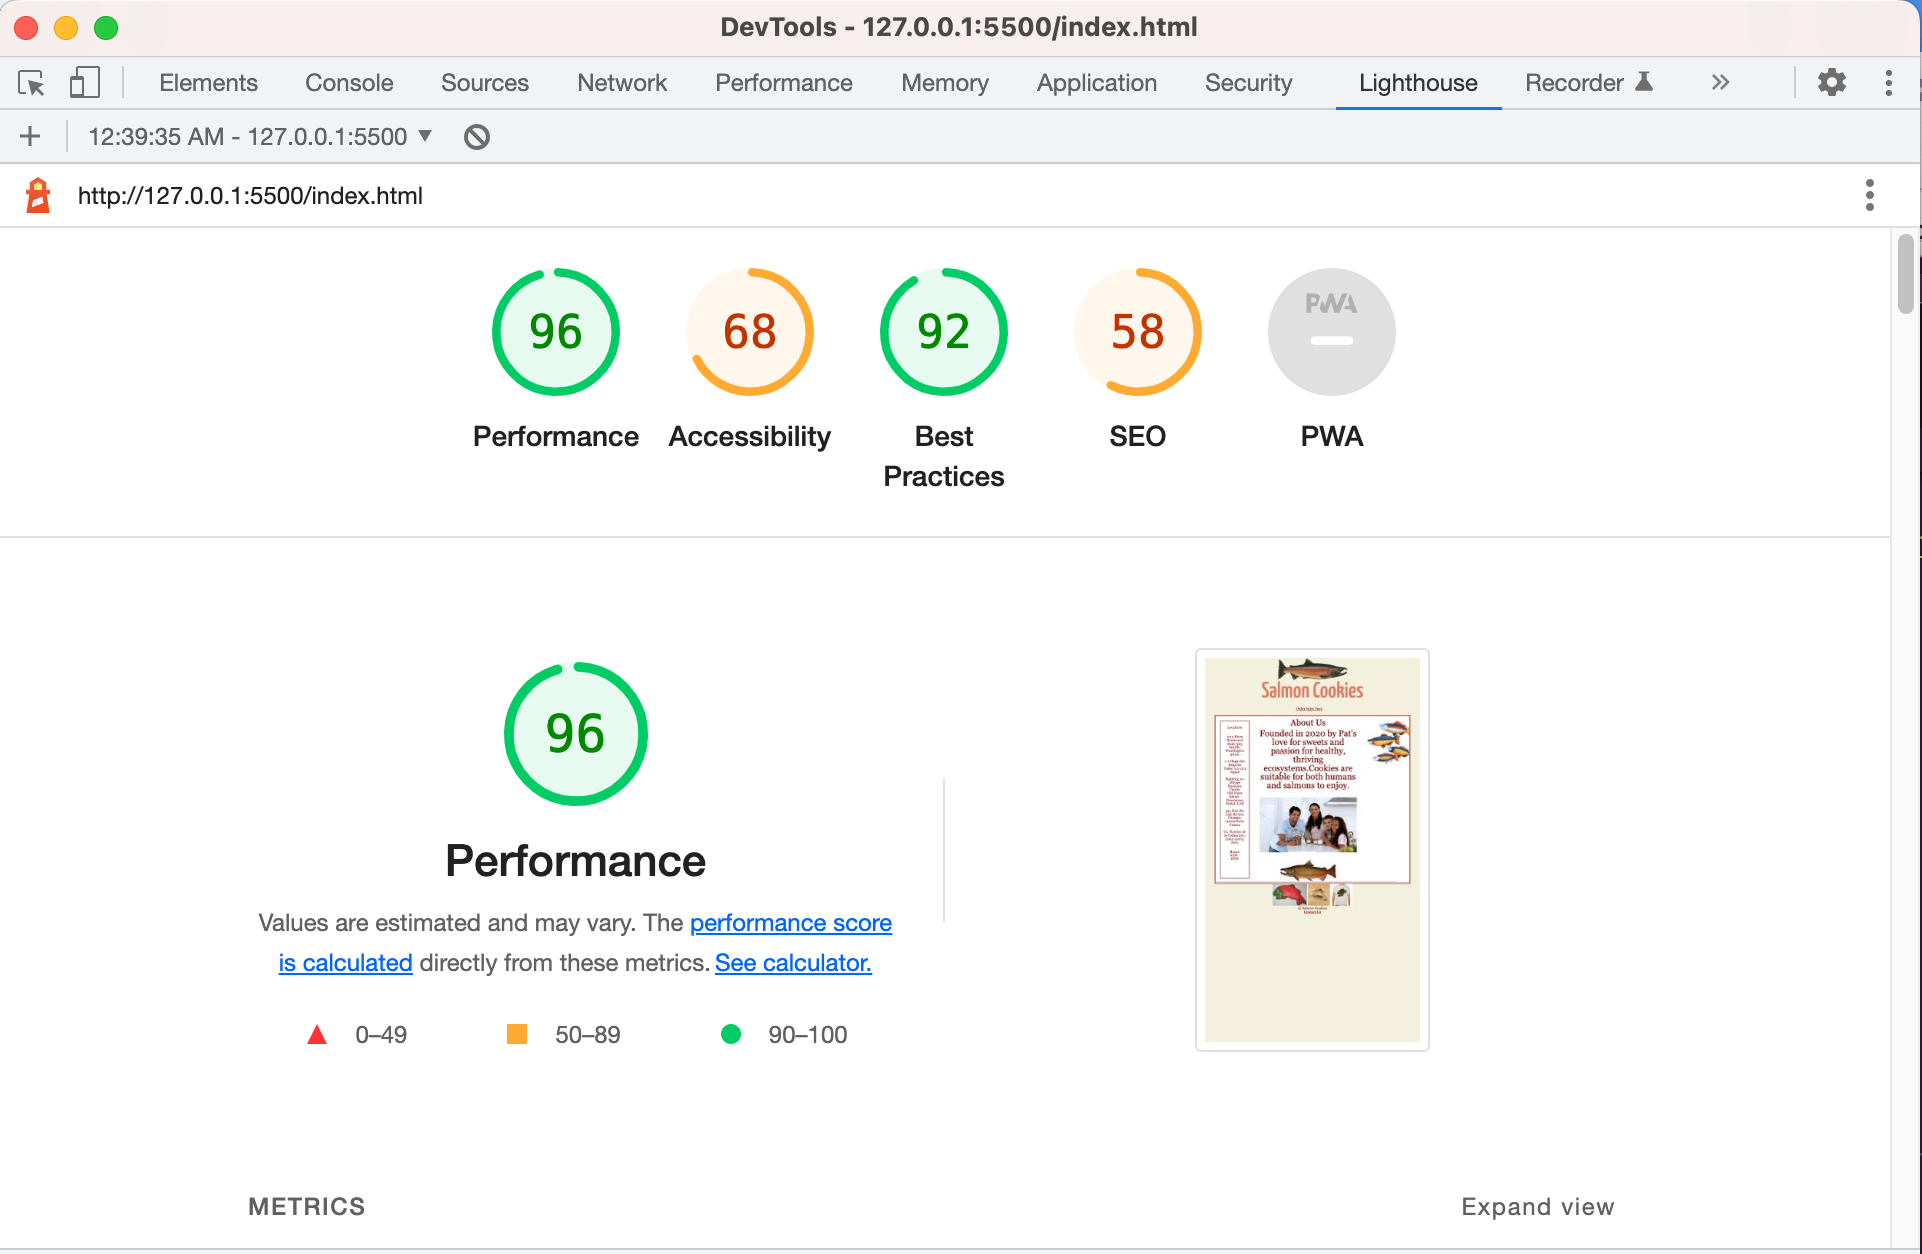 DevTools - 127.0.0.1:5500/index.html
Elements Console Sources Network Performance Memory Application Security Lighthouse Recorder
12:39:35 AM - 127.0.0.1:5500
http://127.0.0.1:5500/index.html
96 68 92 58 PWA
Performance Accessibility Best Practices SEO PWA
96
Performance
Values are estimated and may vary. The performance score
is calculated directly from these metrics. See calculator.
0–49 50–89 90–100
Salmon Cookies
About Us
Founded in 2020 by Pat's
love for sweets and
passion for healthy,
thriving
ecosystems.Cookies are
suitable for both humans
and salmons to enjoy.
METRICS
Expand view